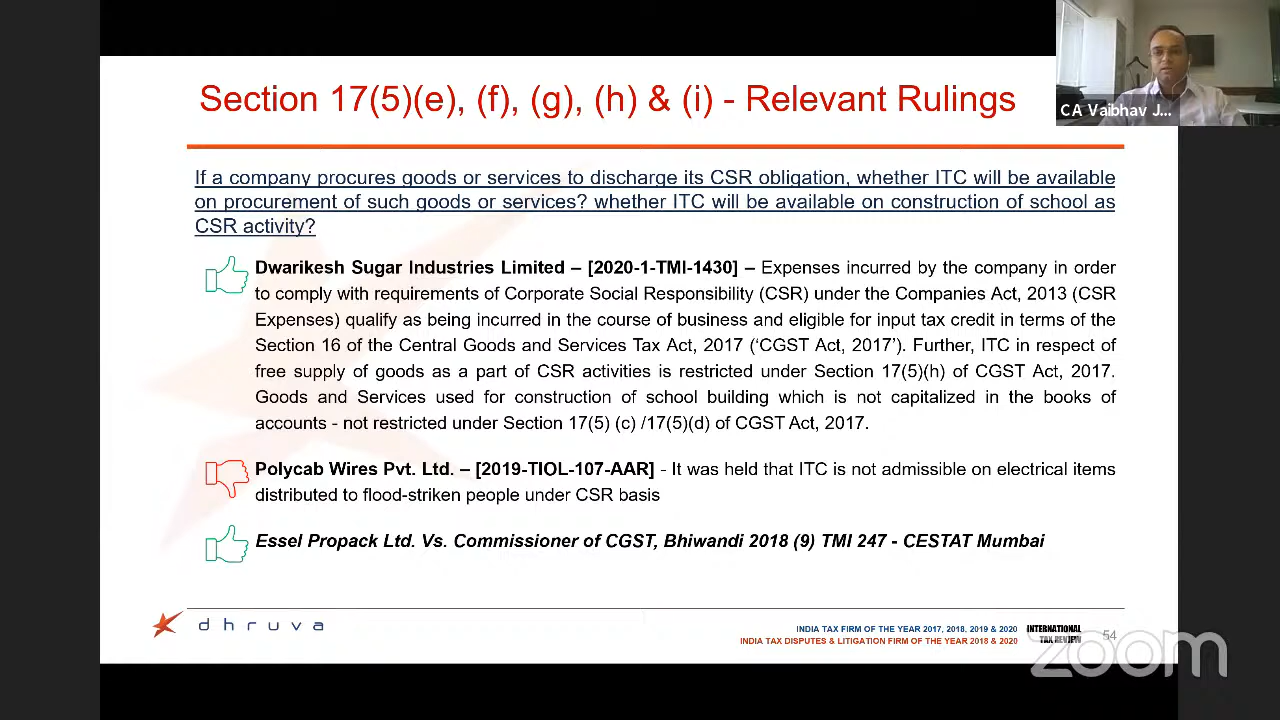 Section 17(5)(e), (f), (g), (h) & (i) - Relevant Rulings
CA Vaibhav J...
If a company procures goods or services to discharge its CSR obligation, whether ITC will be available
on procurement of such goods or services? whether ITC will be available on construction of school as
CSR activity?
Dwarikesh Sugar Industries Limited – [2020-1-TMI-1430] – Expenses incurred by the company in order
to comply with requirements of Corporate Social Responsibility (CSR) under the Companies Act, 2013 (CSR
Expenses) qualify as being incurred in the course of business and eligible for input tax credit in terms of the
Section 16 of the Central Goods and Services Tax Act, 2017 (‘CGST Act, 2017’). Further, ITC in respect of
free supply of goods as a part of CSR activities is restricted under Section 17(5)(h) of CGST Act, 2017.
Goods and Services used for construction of school building which is not capitalized in the books of
accounts - not restricted under Section 17(5) (c) /17(5)(d) of CGST Act, 2017.
Polycab Wires Pvt. Ltd. – [2019-TIOL-107-AAR] - It was held that ITC is not admissible on electrical items
distributed to flood-striken people under CSR basis
Essel Propack Ltd. Vs. Commissioner of CGST, Bhiwandi 2018 (9) TMI 247 - CESTAT Mumbai
dhruva
INDIA TAX FIRM OF THE YEAR 2017, 2018, 2019 & 2020
INDIA TAX DISPUTES & LITIGATION FIRM OF THE YEAR 2018 & 2020
INTERNATIONAL
TAX REVIEW
54
zoom